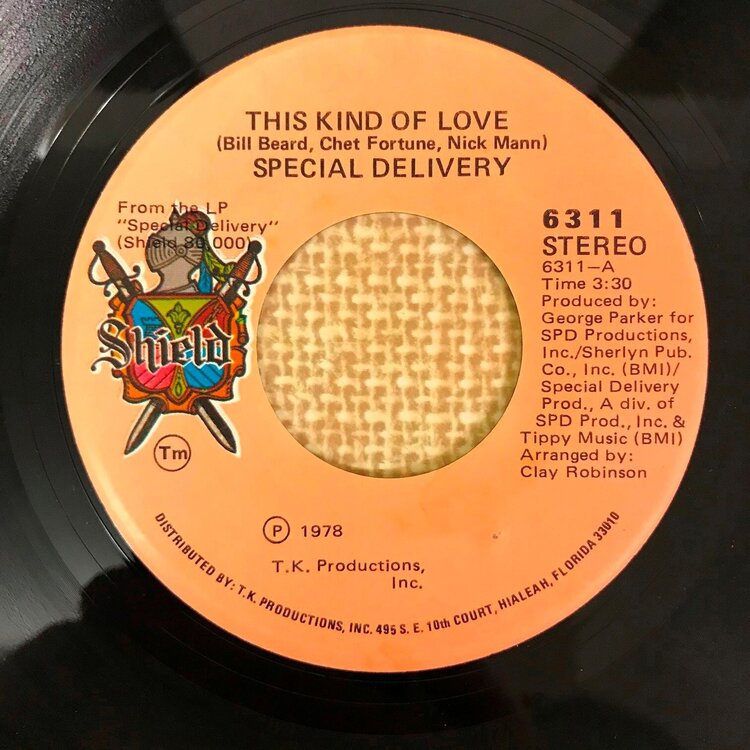 THIS KIND OF LOVE
(Bill Beard, Chet Fortune, Nick Mann)
SPECIAL DELIVERY
From the LP
"Special Delivery"
(Shield 80,000)
Shield
Tm
6311
STEREO
6311-A
Time 3:30
Produced by:
George Parker for
SPD Productions,
Inc./Sherlyn Pub.
Co., Inc. (BMI)/
Special Delivery
Prod., A div. of
SPD Prod., Inc. &
Tippy Music (BMI)
Arranged by:
Clay Robinson
Ⓟ 1978
T.K. Productions,
Inc.
DISTRIBUTED BY: T.K. PRODUCTIONS, INC. 495 S. E. 10th COURT, HIALEAH, FLORIDA 33010